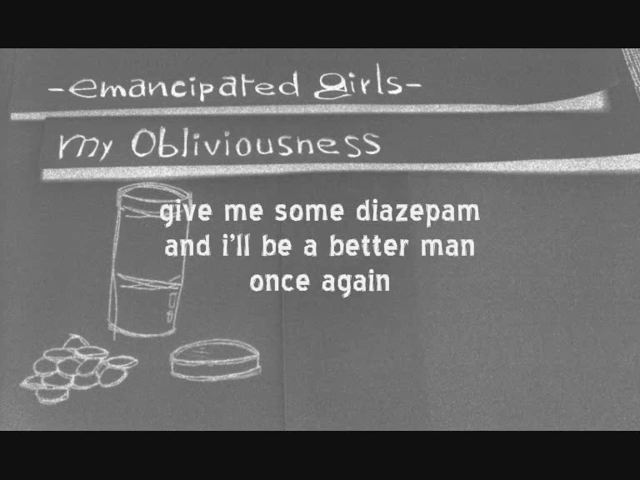 -emancipated girls-
my Obliviousness
give me some diazepam
and i'll be a better man
once again